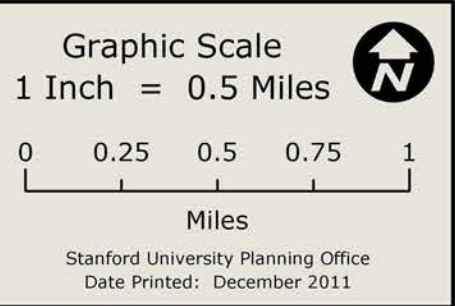 Graphic Scale
1 Inch = 0.5 Miles
N
0 0.25 0.5 0.75 1
Miles
Stanford University Planning Office
Date Printed: December 2011